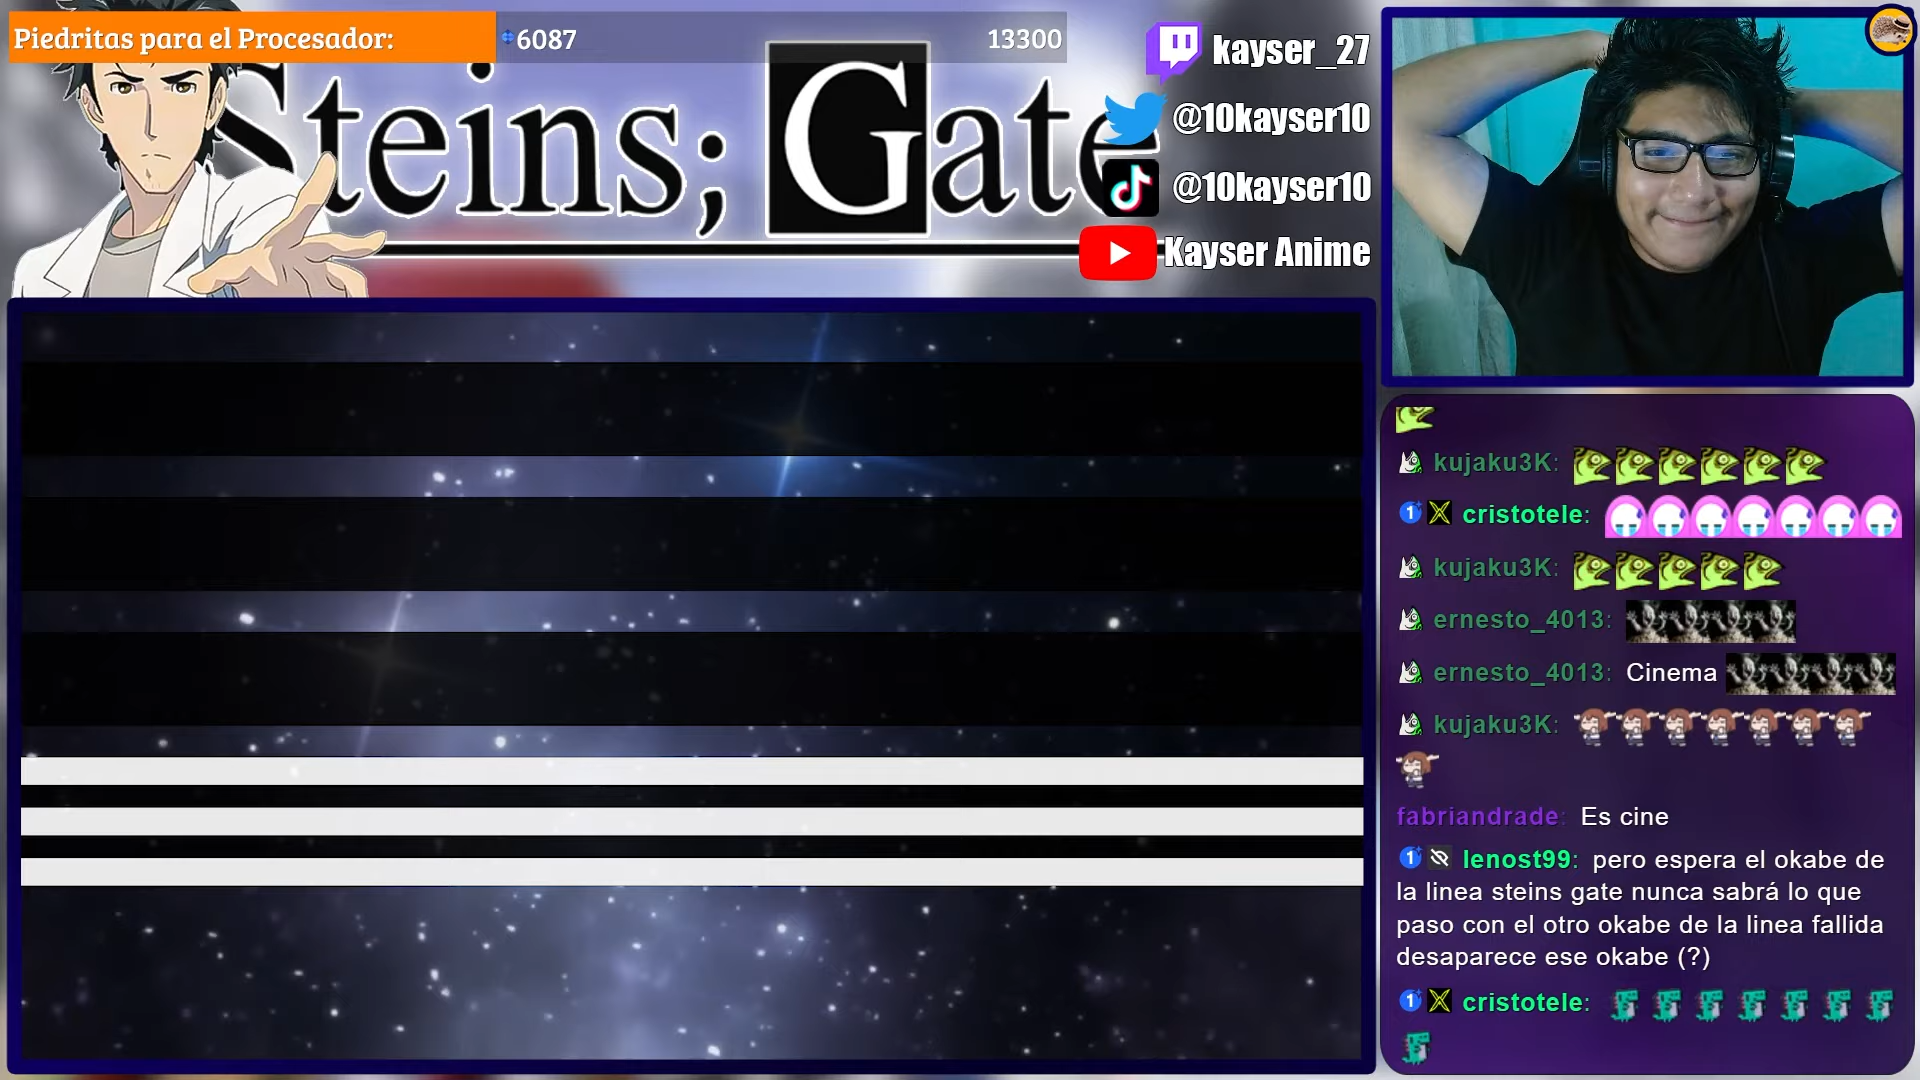 Piedritas para el Procesador:
6087
13300
Steins;Gate
kayser_27
@10kayser10
@10kayser10
Kayser Anime
kujaku3K:
cristotele:
kujaku3K:
ernesto_4013:
ernesto_4013: Cinema
kujaku3K:
fabriandrade: Es cine
lenost99: pero espera el okabe de
la linea steins gate nunca sabrá lo que
paso con el otro okabe de la linea fallida
desaparece ese okabe (?)
cristotele: